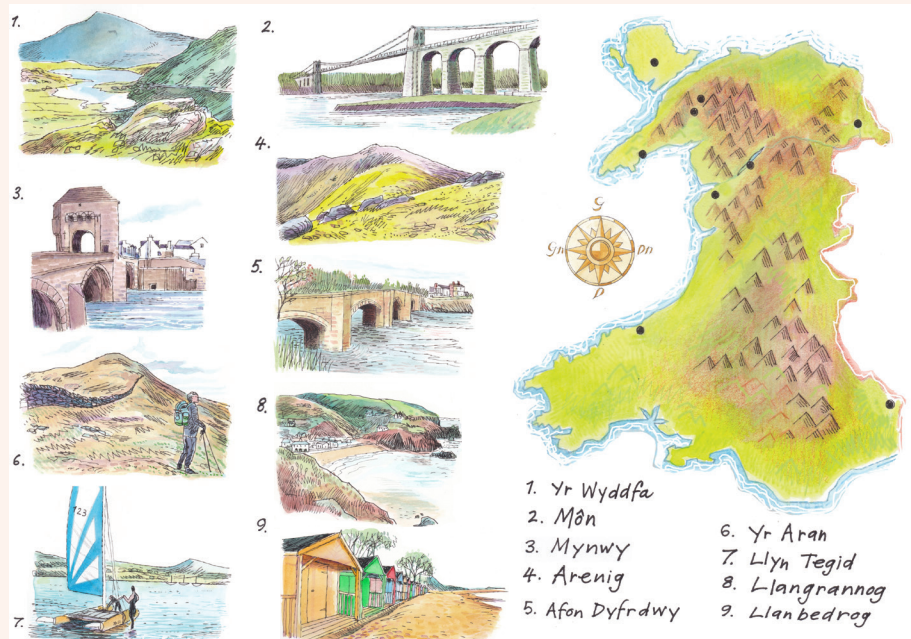 1.
2.
3.
4.
5.
6.
7.
8.
9.
123
G
Gn
Dn
D
1. Yr Wyddfa
2. Môn
3. Mynwy
4. Arenig
5. Afon Dyfrdwy
6. Yr Aran
7. Llyn Tegid
8. Llangrannog
9. Llanbedrog